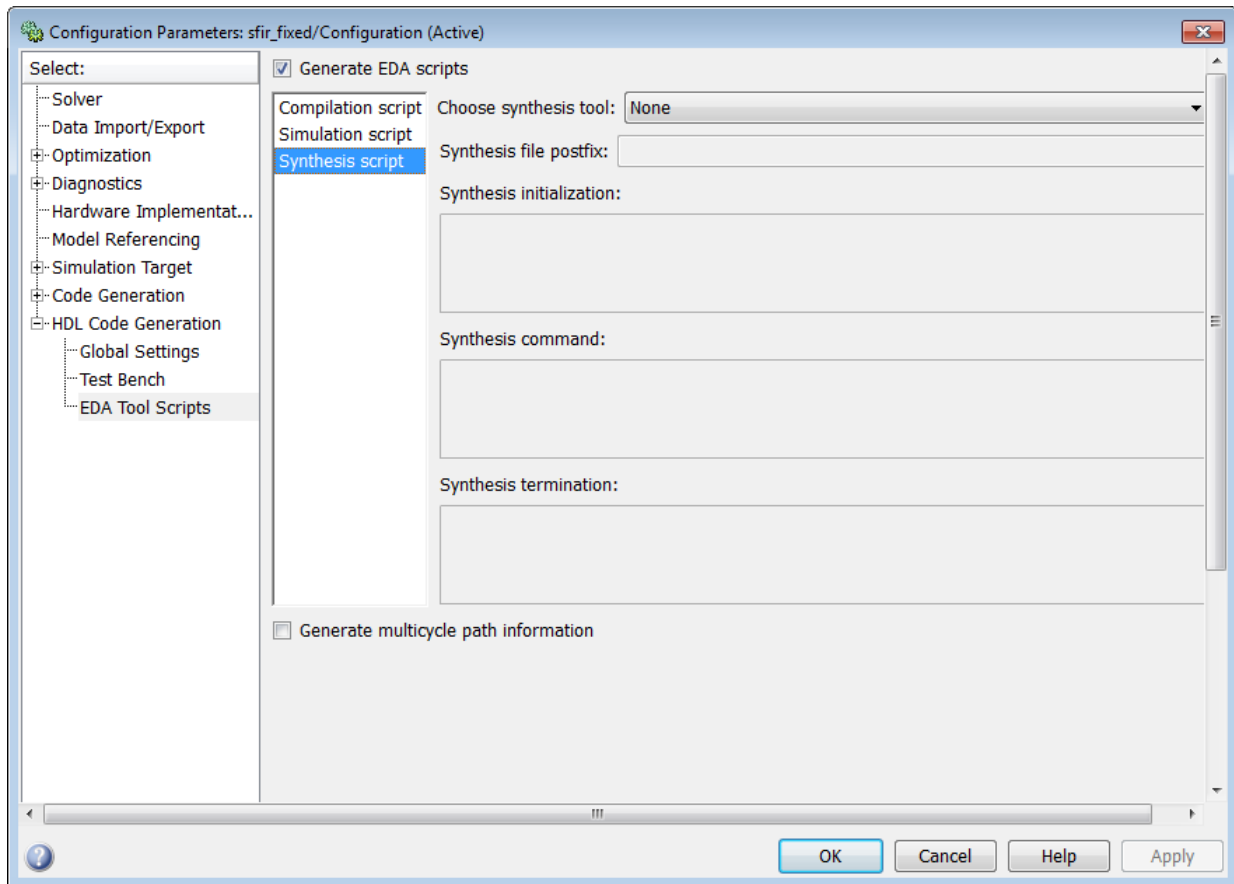 Configuration Parameters: sfir_fixed/Configuration (Active)
Select:
Solver
Data Import/Export
Optimization
Diagnostics
Hardware Implementat...
Model Referencing
Simulation Target
Code Generation
HDL Code Generation
Global Settings
Test Bench
EDA Tool Scripts
Generate EDA scripts
Compilation script
Simulation script
Synthesis script
Choose synthesis tool: None
Synthesis file postfix:
Synthesis initialization:
Synthesis command:
Synthesis termination:
Generate multicycle path information
OK Cancel Help Apply